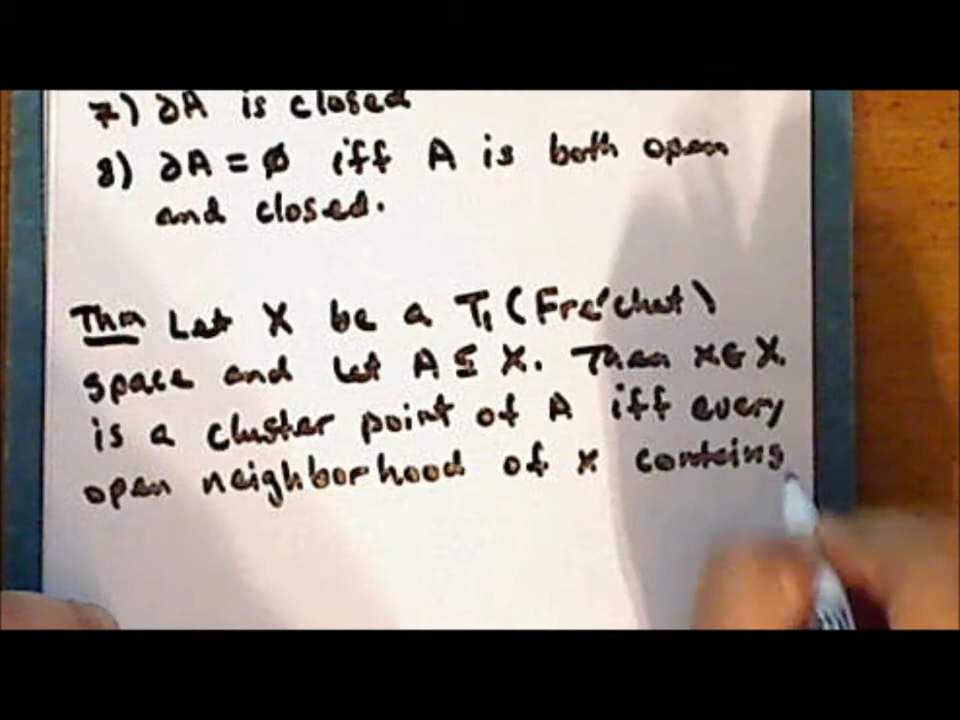 7) ∂A is closed
8) ∂A = ∅ iff A is both open
and closed.
Thm Let X be a T₁ (Fréchet)
space and let A ⊆ X. Then x ∈ X
is a cluster point of A iff every
open neighborhood of x contains